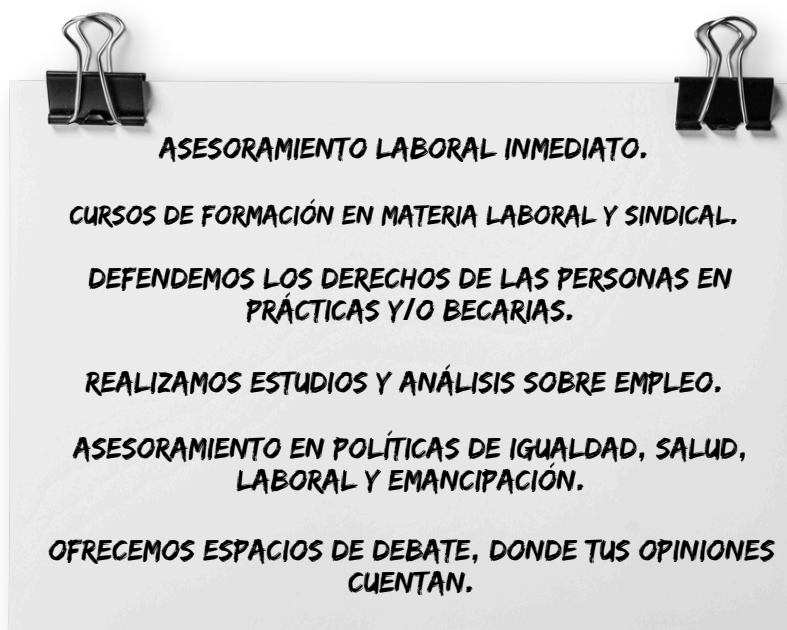 ASESORAMIENTO LABORAL INMEDIATO.
CURSOS DE FORMACIÓN EN MATERIA LABORAL Y SINDICAL.
DEFENDEMOS LOS DERECHOS DE LAS PERSONAS EN
PRÁCTICAS Y/O BECARIAS.
REALIZAMOS ESTUDIOS Y ANÁLISIS SOBRE EMPLEO.
ASESORAMIENTO EN POLÍTICAS DE IGUALDAD, SALUD,
LABORAL Y EMANCIPACIÓN.
OFRECEMOS ESPACIOS DE DEBATE, DONDE TUS OPINIONES
CUENTAN.